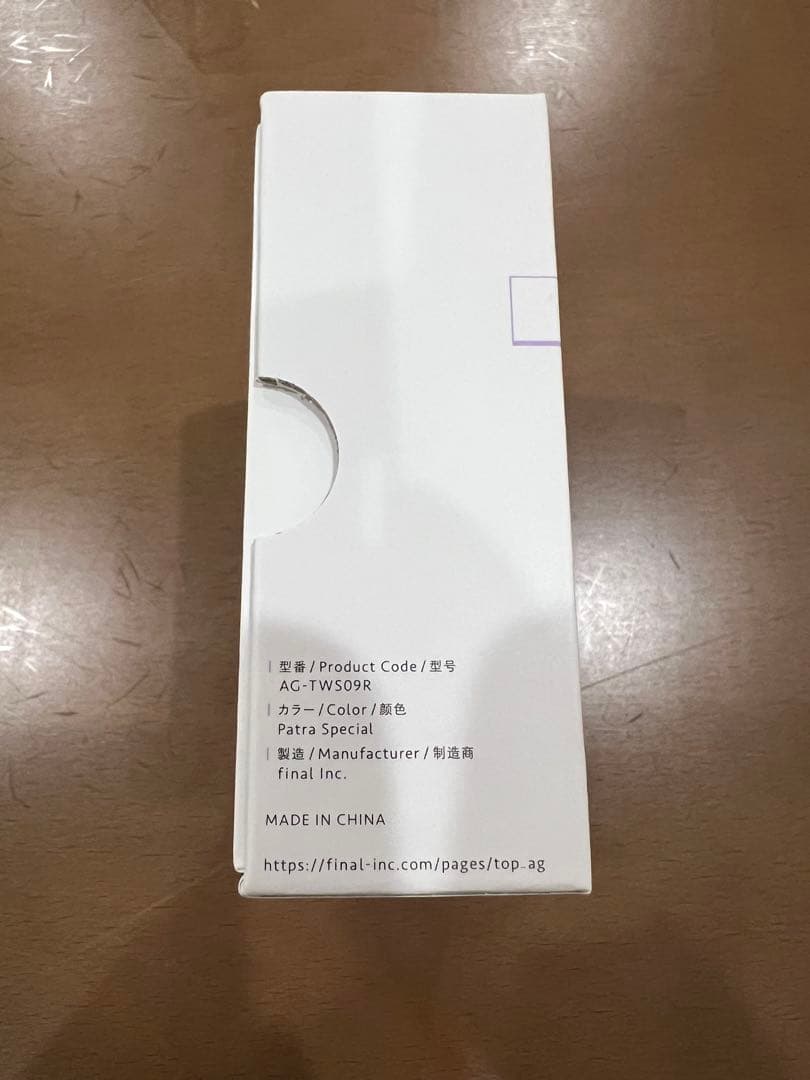 型番 / Product Code / 型号
AG-TWS09R
カラー / Color / 颜色
Patra Special
製造 / Manufacturer / 制造商
final Inc.
MADE IN CHINA
https://final-inc.com/pages/top_ag